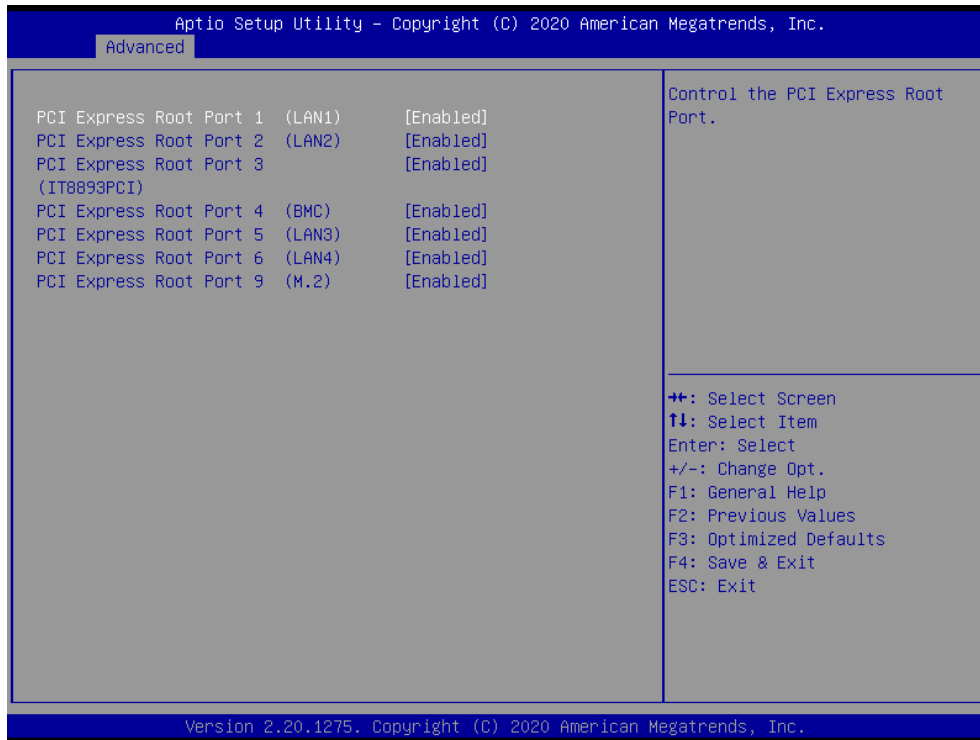 Aptio Setup Utility – Copyright (C) 2020 American Megatrends, Inc.
Advanced
PCI Express Root Port 1 (LAN1) [Enabled]
PCI Express Root Port 2 (LAN2) [Enabled]
PCI Express Root Port 3 [Enabled]
(IT8893PCI)
PCI Express Root Port 4 (BMC) [Enabled]
PCI Express Root Port 5 (LAN3) [Enabled]
PCI Express Root Port 6 (LAN4) [Enabled]
PCI Express Root Port 9 (M.2) [Enabled]
Control the PCI Express Root
Port.
→←: Select Screen
↑↓: Select Item
Enter: Select
+/-: Change Opt.
F1: General Help
F2: Previous Values
F3: Optimized Defaults
F4: Save & Exit
ESC: Exit
Version 2.20.1275. Copyright (C) 2020 American Megatrends, Inc.